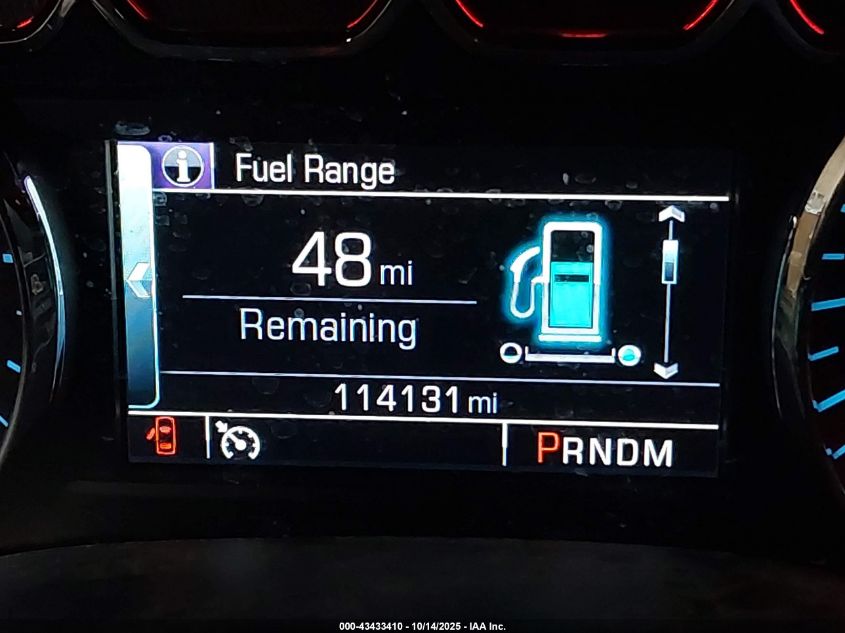 Fuel Range
48 mi
Remaining
114131 mi
PRNDM
000-43433410 - 10/14/2025 - IAA Inc.